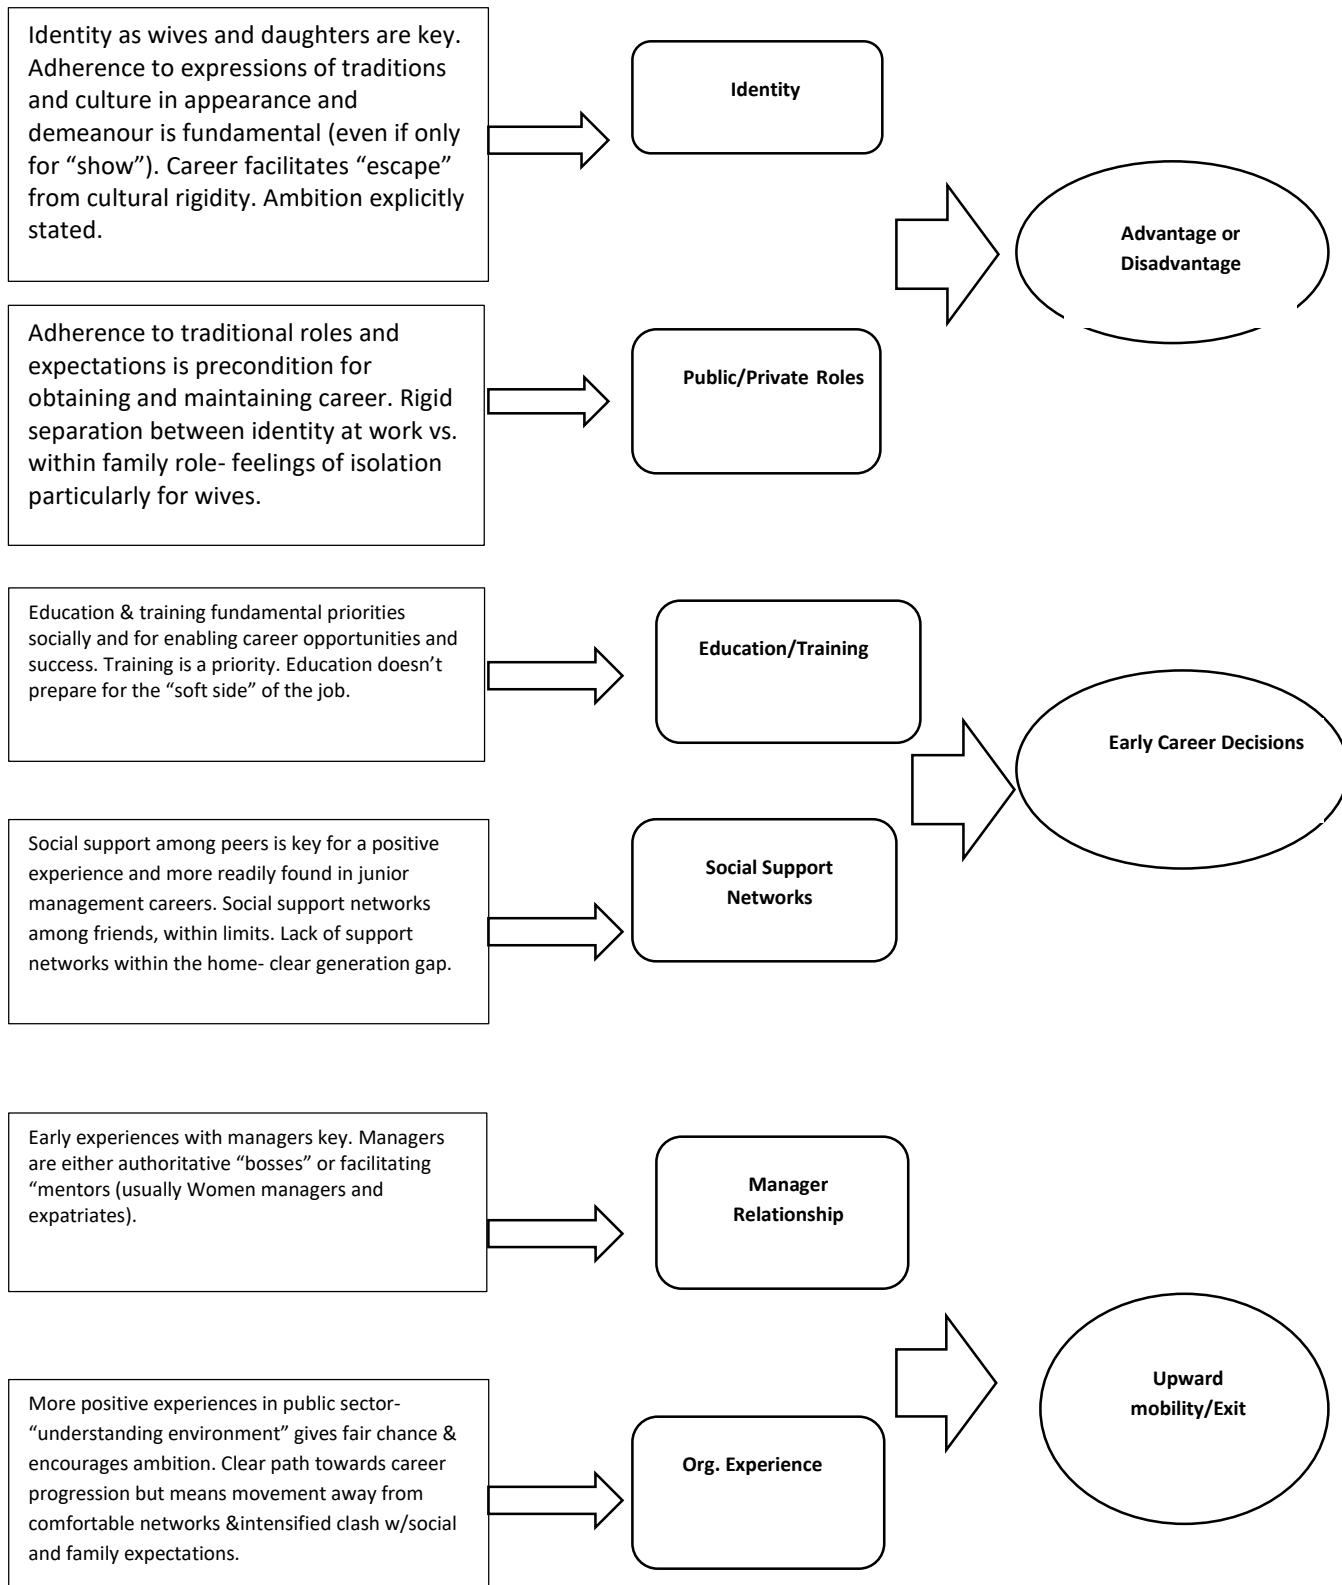 Identity as wives and daughters are key.
Adherence to expressions of traditions
and culture in appearance and
demeanour is fundamental (even if only
for “show”). Career facilitates “escape”
from cultural rigidity. Ambition explicitly
stated.
Identity
Advantage or
Disadvantage
Adherence to traditional roles and
expectations is precondition for
obtaining and maintaining career. Rigid
separation between identity at work vs.
within family role- feelings of isolation
particularly for wives.
Public/Private Roles
Education & training fundamental priorities
socially and for enabling career opportunities and
success. Training is a priority. Education doesn’t
prepare for the “soft side” of the job.
Education/Training
Early Career Decisions
Social support among peers is key for a positive
experience and more readily found in junior
management careers. Social support networks
among friends, within limits. Lack of support
networks within the home- clear generation gap.
Social Support
Networks
Early experiences with managers key. Managers
are either authoritative “bosses” or facilitating
“mentors (usually Women managers and
expatriates).
Manager
Relationship
Upward
mobility/Exit
More positive experiences in public sector-
“understanding environment” gives fair chance &
encourages ambition. Clear path towards career
progression but means movement away from
comfortable networks &intensified clash w/social
and family expectations.
Org. Experience